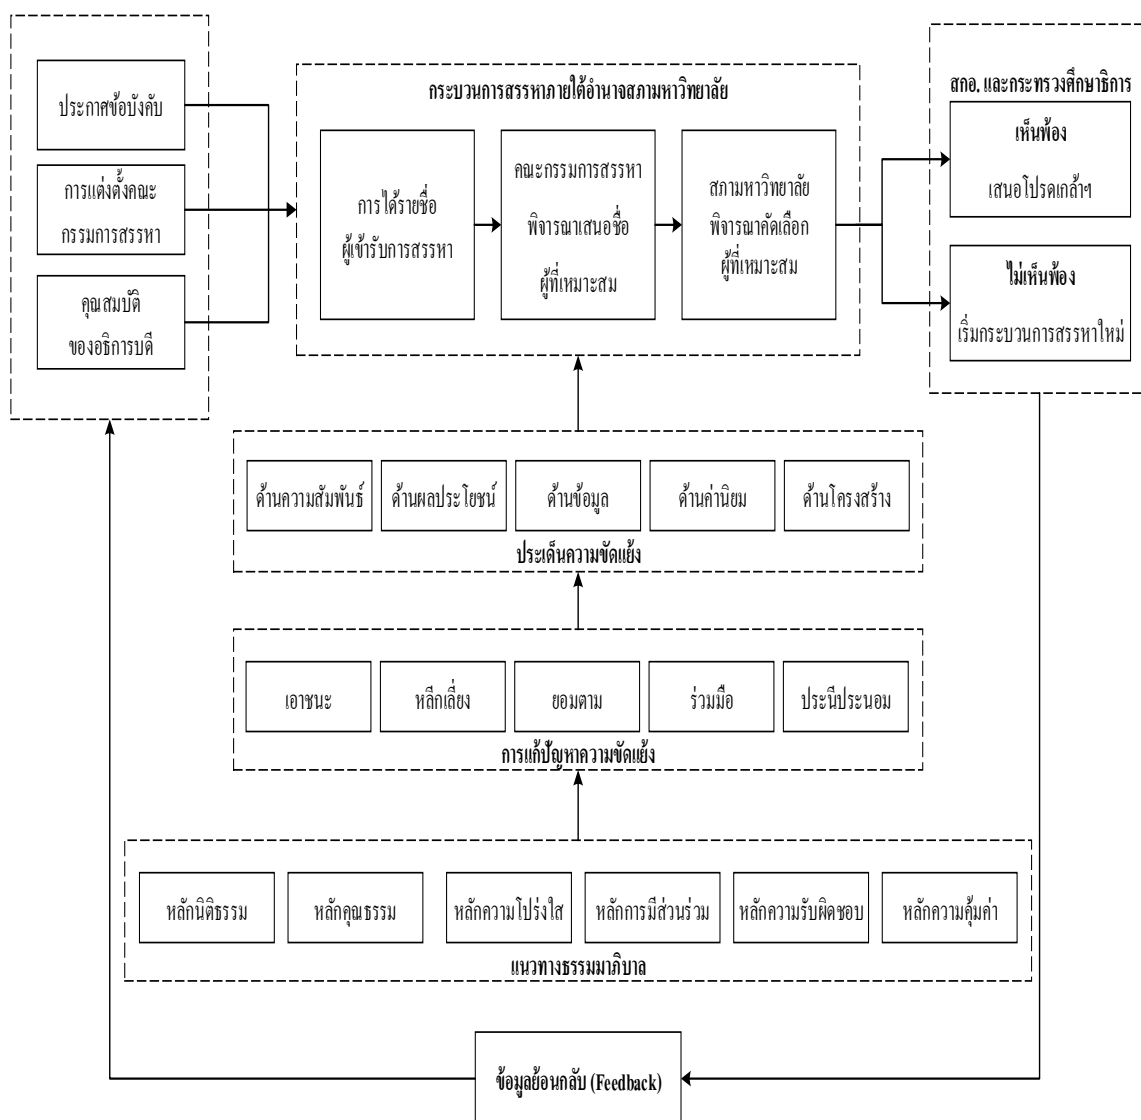 ประกาศข้อบังคับ
การแต่งตั้งคณะ
กรรมการสรรหา
คุณสมบัติ
ของอธิการบดี
กระบวนการสรรหาภายใต้อำนาจสภามหาวิทยาลัย
การได้รายชื่อ
ผู้เข้ารับการสรรหา
คณะกรรมการสรรหา
พิจารณาเสนอชื่อ
ผู้ที่เหมาะสม
สภามหาวิทยาลัย
พิจารณาคัดเลือก
ผู้ที่เหมาะสม
สกอ. และกระทรวงศึกษาธิการ
เห็นพ้อง
เสนอโปรดเกล้าฯ
ไม่เห็นพ้อง
เริ่มกระบวนการสรรหาใหม่
ด้านความสัมพันธ์
ด้านผลประโยชน์
ด้านข้อมูล
ด้านค่านิยม
ด้านโครงสร้าง
ประเด็นความขัดแย้ง
เอาชนะ
หลีกเลี่ยง
ยอมตาม
ร่วมมือ
ประนีประนอม
การแก้ปัญหาความขัดแย้ง
หลักนิติธรรม
หลักคุณธรรม
หลักความโปร่งใส
หลักการมีส่วนร่วม
หลักความรับผิดชอบ
หลักความคุ้มค่า
แนวทางธรรมมาภิบาล
ข้อมูลย้อนกลับ (Feedback)